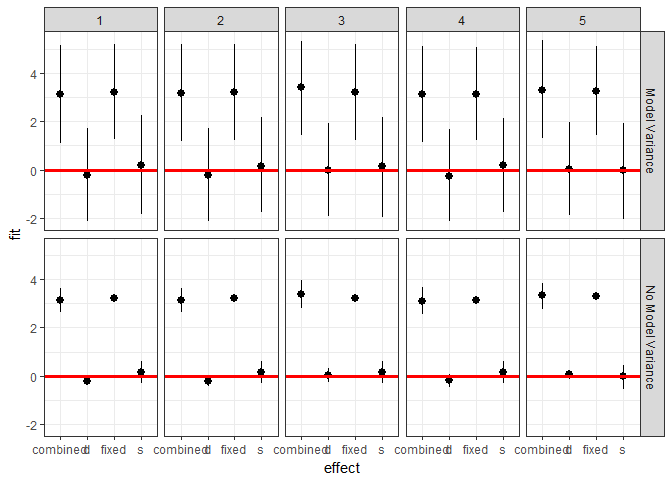 1 2 3 4 5
4
2
0
-2
Model Variance
fit
4
2
0
-2
No Model Variance
combined d fixed s combined d fixed s combined d fixed s combined d fixed s combined d fixed s
effect